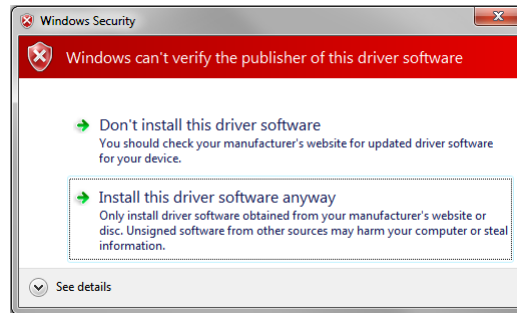 Windows Security
Windows can't verify the publisher of this driver software
Don't install this driver software
You should check your manufacturer's website for updated driver software
for your device.
Install this driver software anyway
Only install driver software obtained from your manufacturer's website or
disc. Unsigned software from other sources may harm your computer or steal
information.
See details